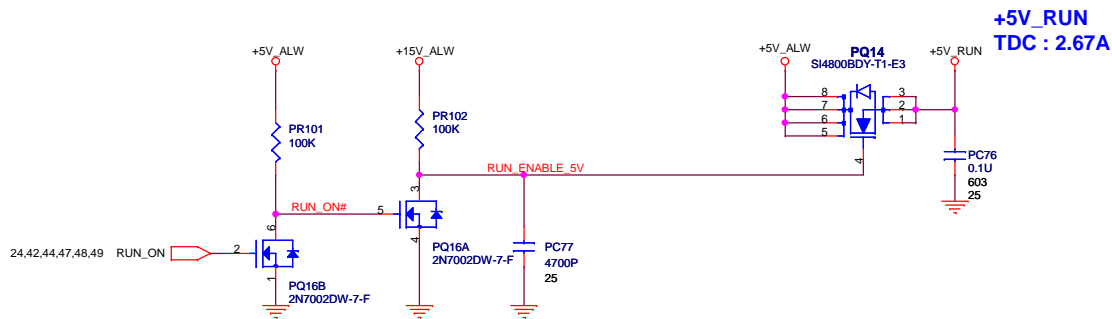 +5V_RUN
TDC : 2.67A
+5V_ALW
+15V_ALW
+5V_ALW
PQ14
SI4800BDY-T1-E3
+5V_RUN
8
7
6
5
3
2
1
4
PR101
100K
PR102
100K
RUN_ENABLE_5V
PC76
0.1U
603
25
3
RUN_ON#
5
6
4
PQ16A
2N7002DW-7-F
PC77
4700P
25
24,42,44,47,48,49
RUN_ON
2
1
PQ16B
2N7002DW-7-F